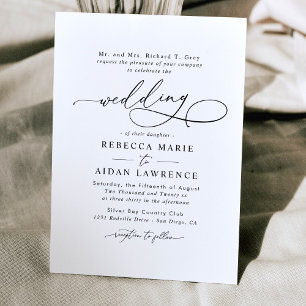 Mr. and Mrs. Richard T. Grey
request the pleasure of your company
to celebrate the
wedding
- of their daughter -
REBECCA MARIE
to
AIDAN LAWRENCE
Saturday, the Fifteenth of August
Two Thousand and Twenty xx
at three thirty in the afternoon
Silver Bay Country Club
1251 Rockville Drive - San Diego, CA
reception to follow